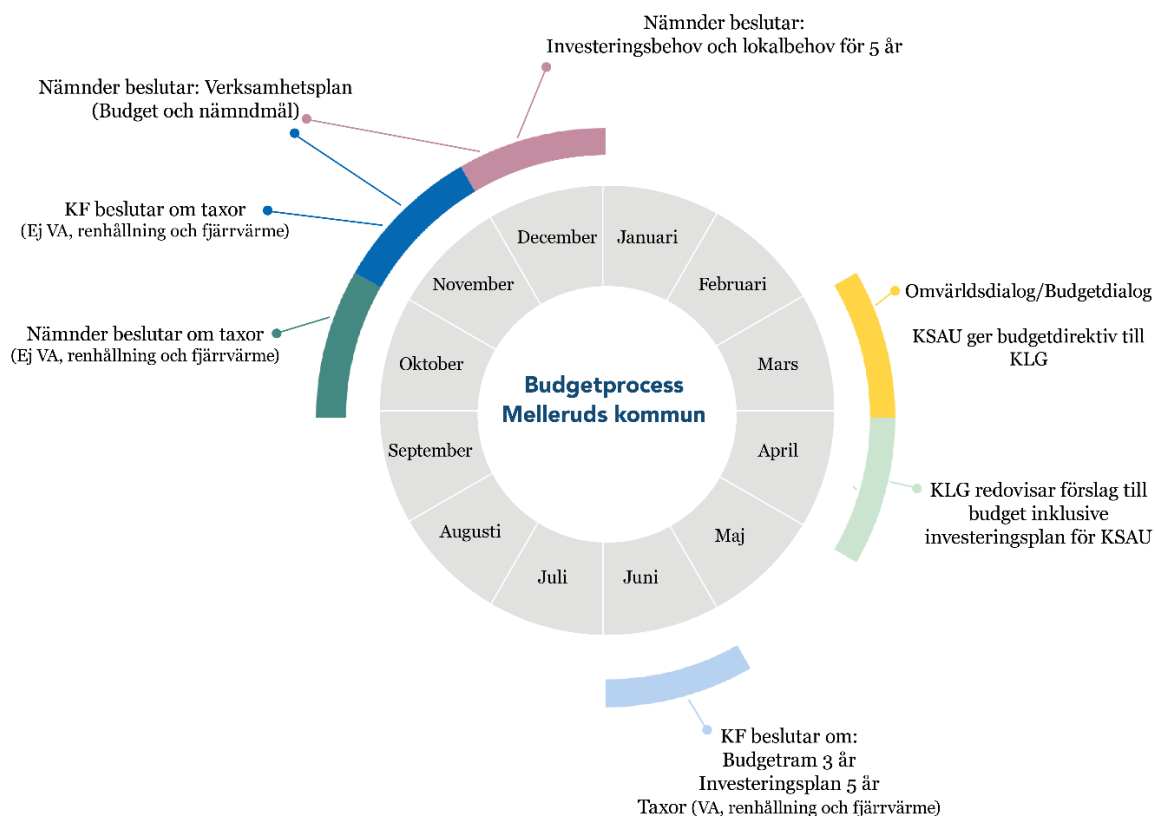 Nämnder beslutar:
Investeringsbehov och lokalbehov för 5 år
Nämnder beslutar: Verksamhetsplan
(Budget och nämndmål)
KF beslutar om taxor
(Ej VA, renhållning och fjärrvärme)
Nämnder beslutar om taxor
(Ej VA, renhållning och fjärrvärme)
December
Januari
November
Februari
Oktober
Mars
September
April
Augusti
Maj
Juli
Juni
Budgetprocess
Melleruds kommun
Omvärldsdialog/Budgetdialog
KSAU ger budgetdirektiv till
KLG
KLG redovisar förslag till
budget inklusive
investeringsplan för KSAU
KF beslutar om:
Budgetram 3 år
Investeringsplan 5 år
Taxor (VA, renhållning och fjärrvärme)